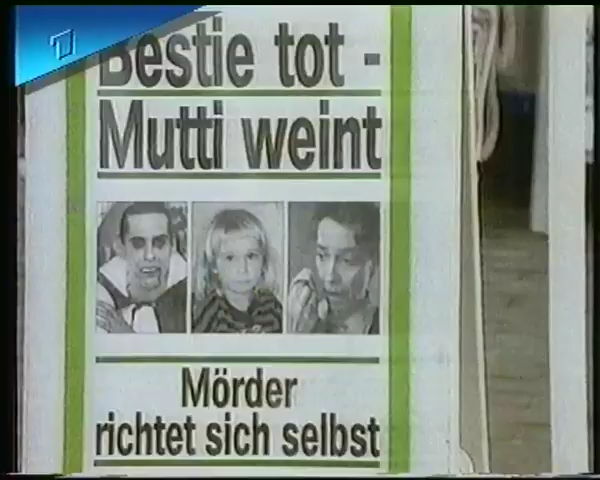 Bestie tot -
Mutti weint
Mörder
richtet sich selbst